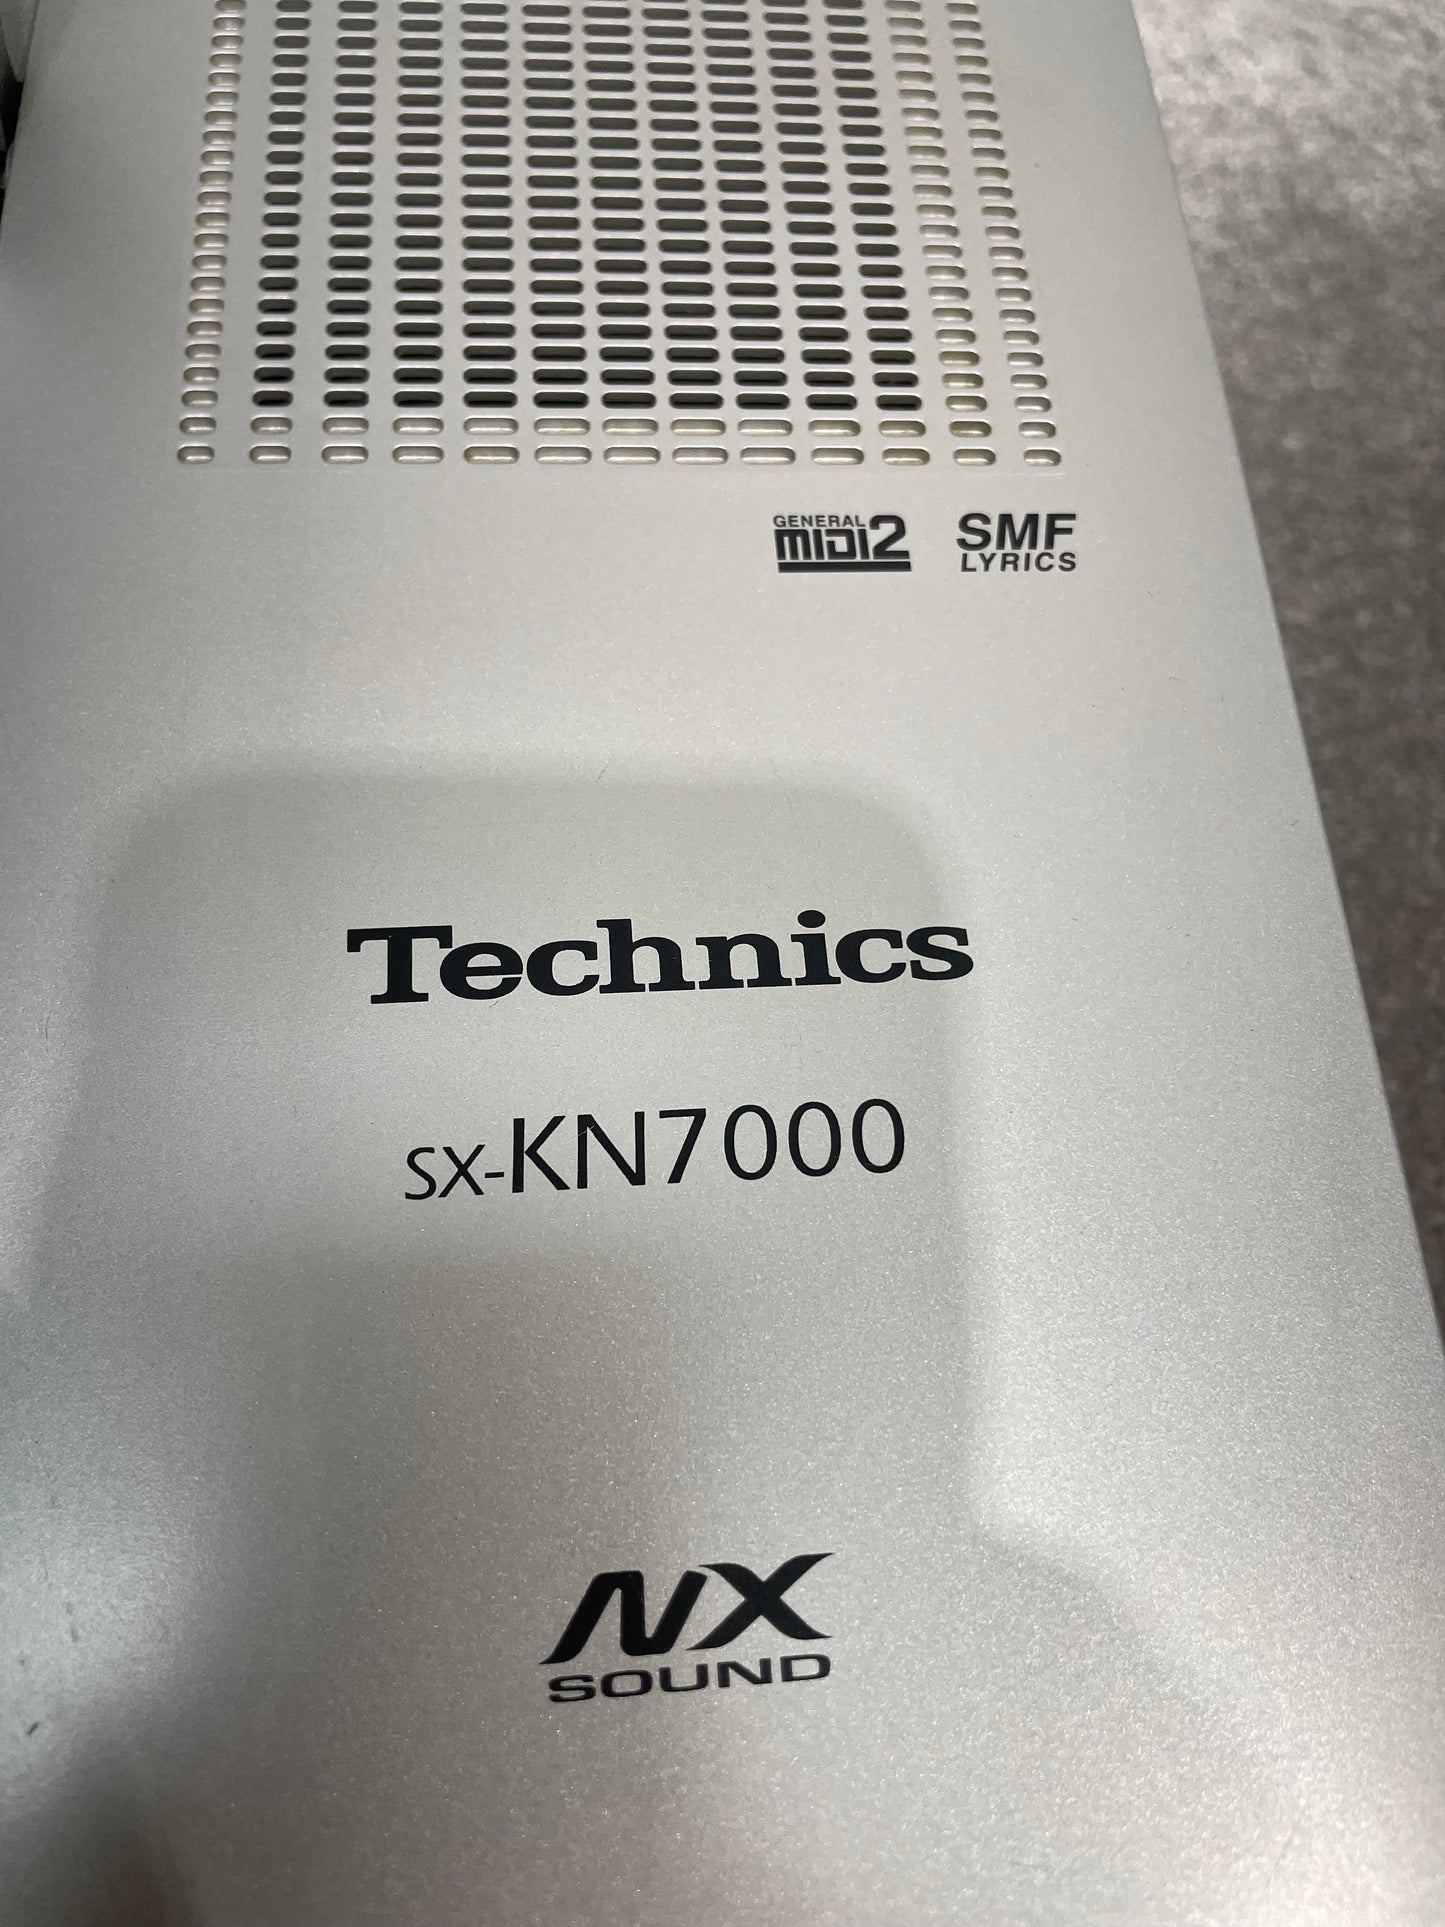 GENERAL
MIDI2
SMF
LYRICS
Technics
SX-KN7000
NX
SOUND